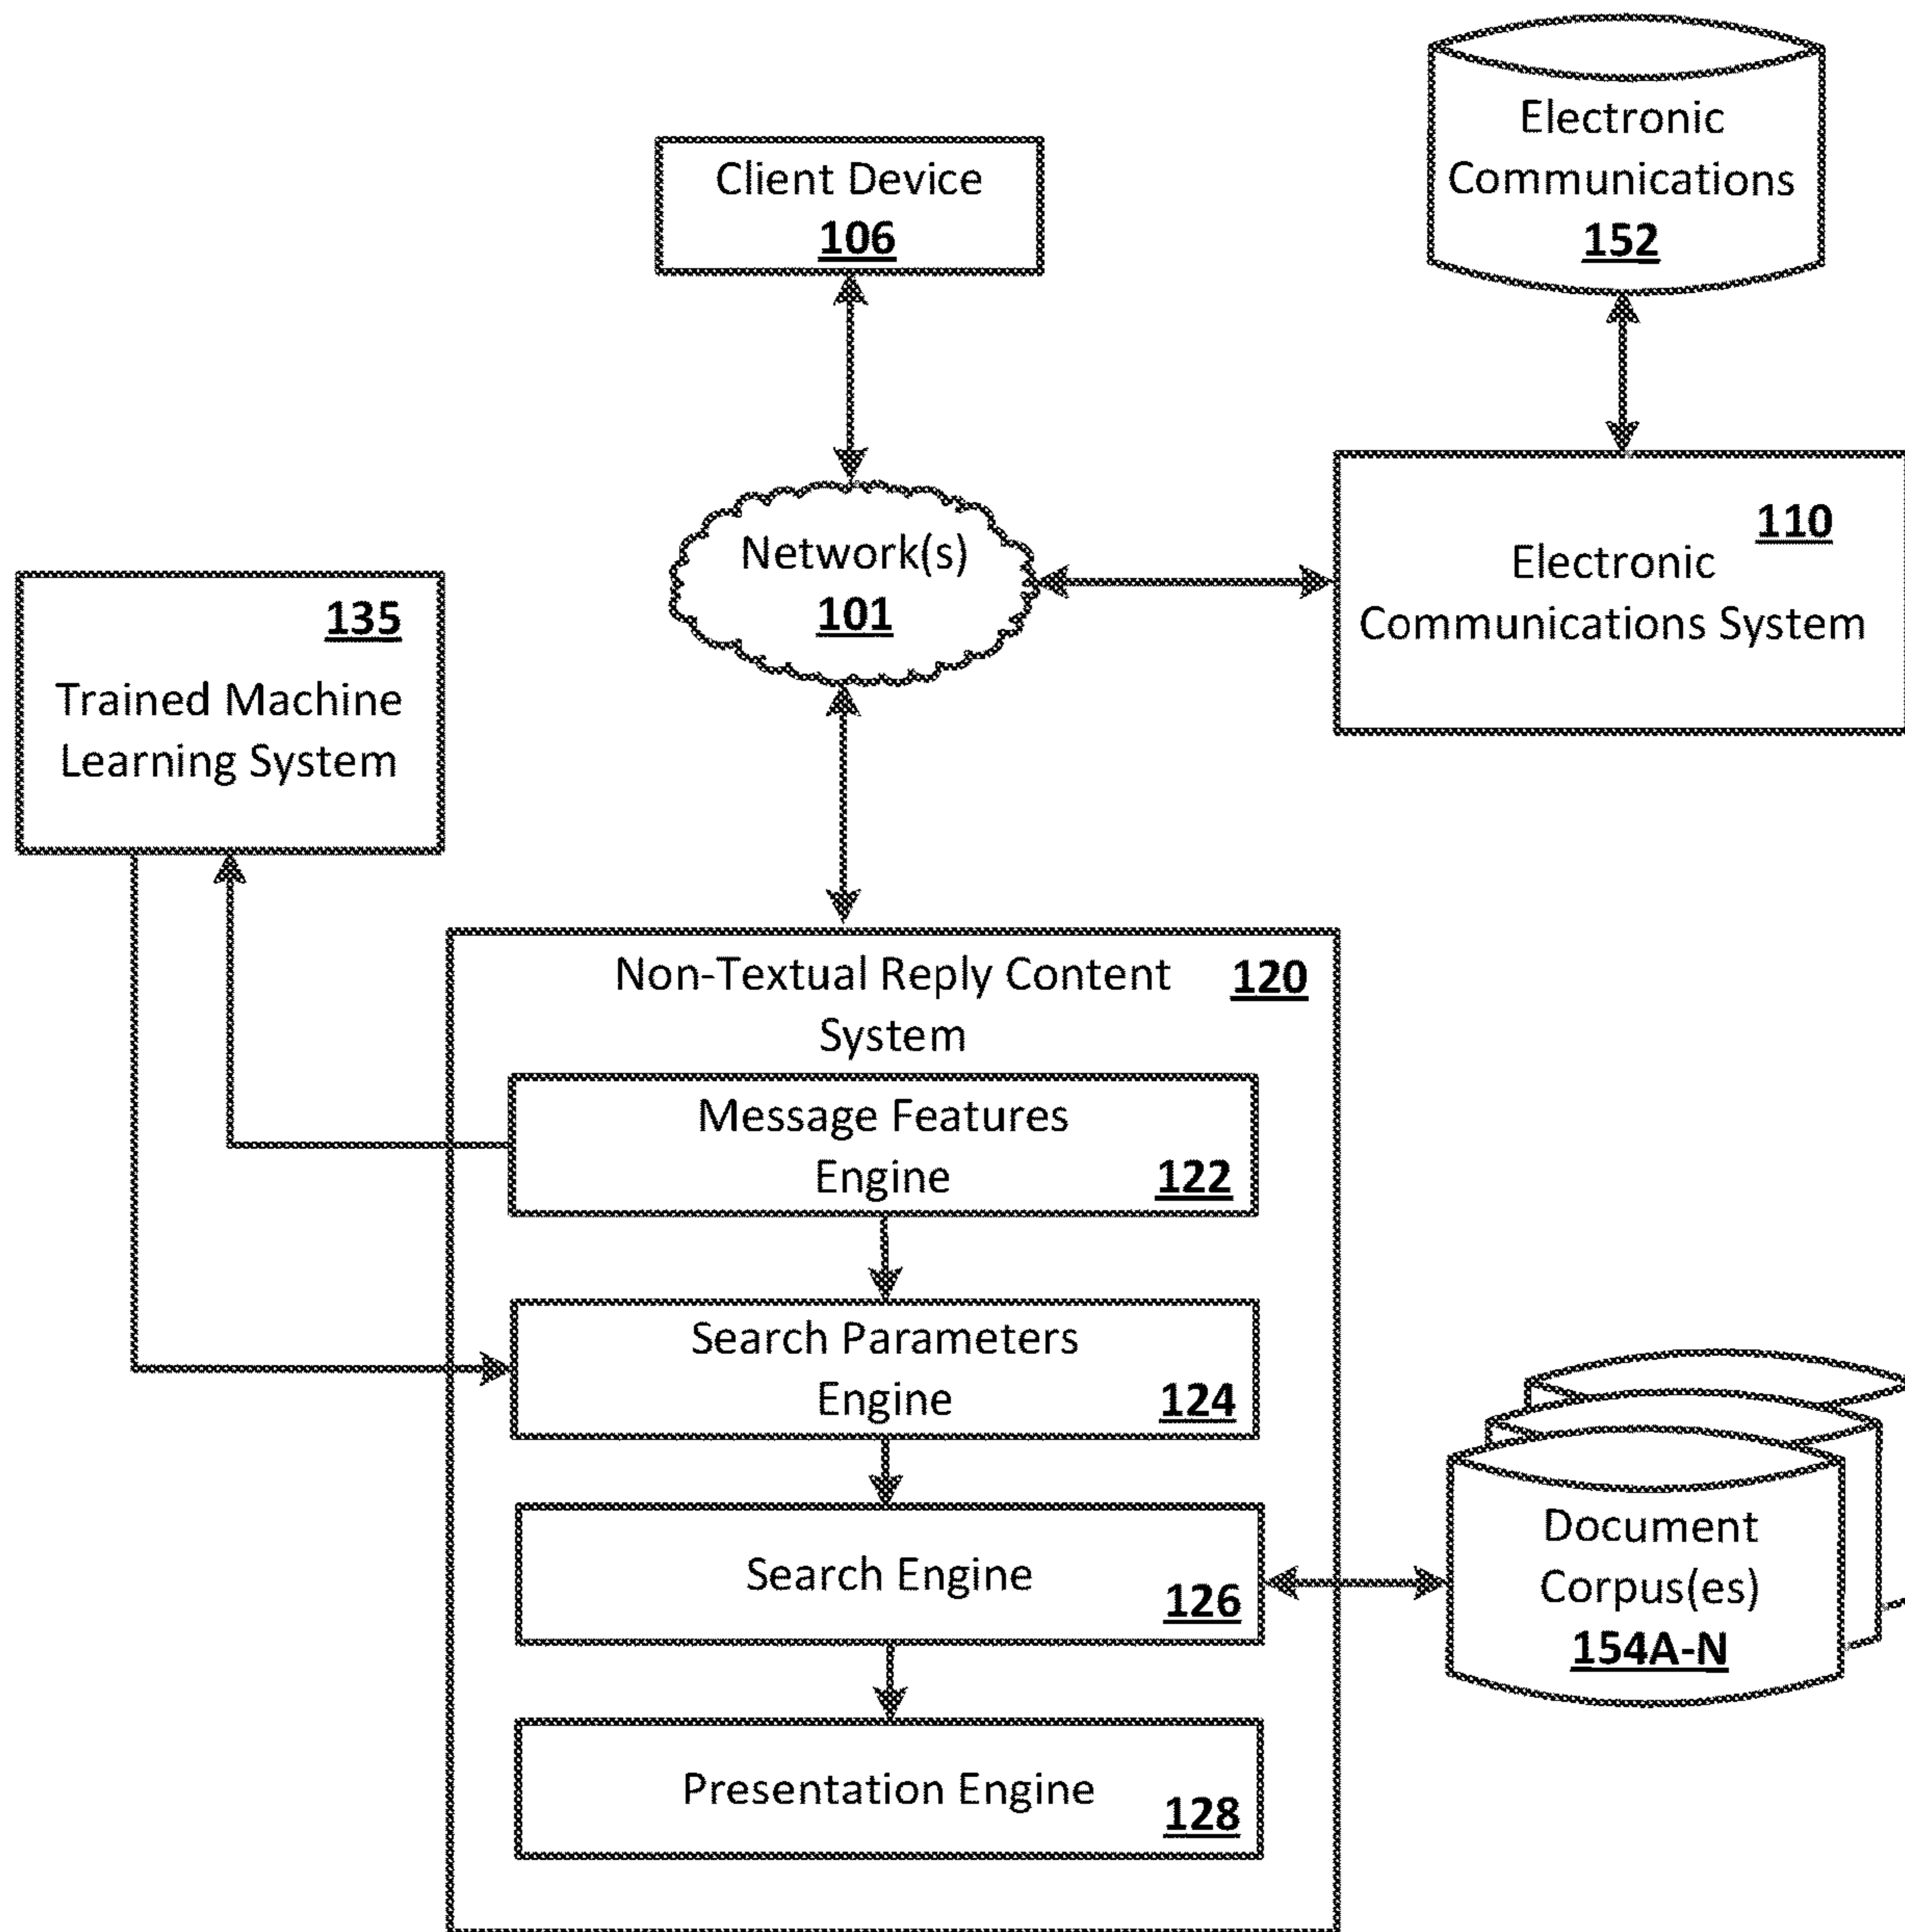 Electronic
Communications
152
Client Device
106
110
Electronic
Communications System
Network(s)
101
135
Trained Machine
Learning System
Non-Textual Reply Content
System
120
Message Features
Engine
122
Search Parameters
Engine
124
Search Engine
126
Document
Corpus(es)
154A-N
Presentation Engine
128